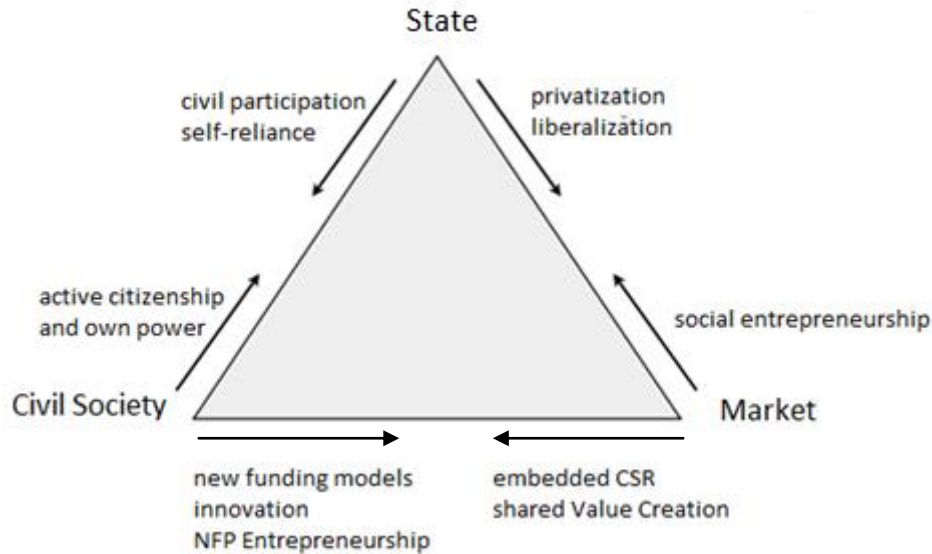 State
civil participation
self-reliance
privatization
liberalization
active citizenship
and own power
social entrepreneurship
Civil Society
Market
new funding models
innovation
NFP Entrepreneurship
embedded CSR
shared Value Creation